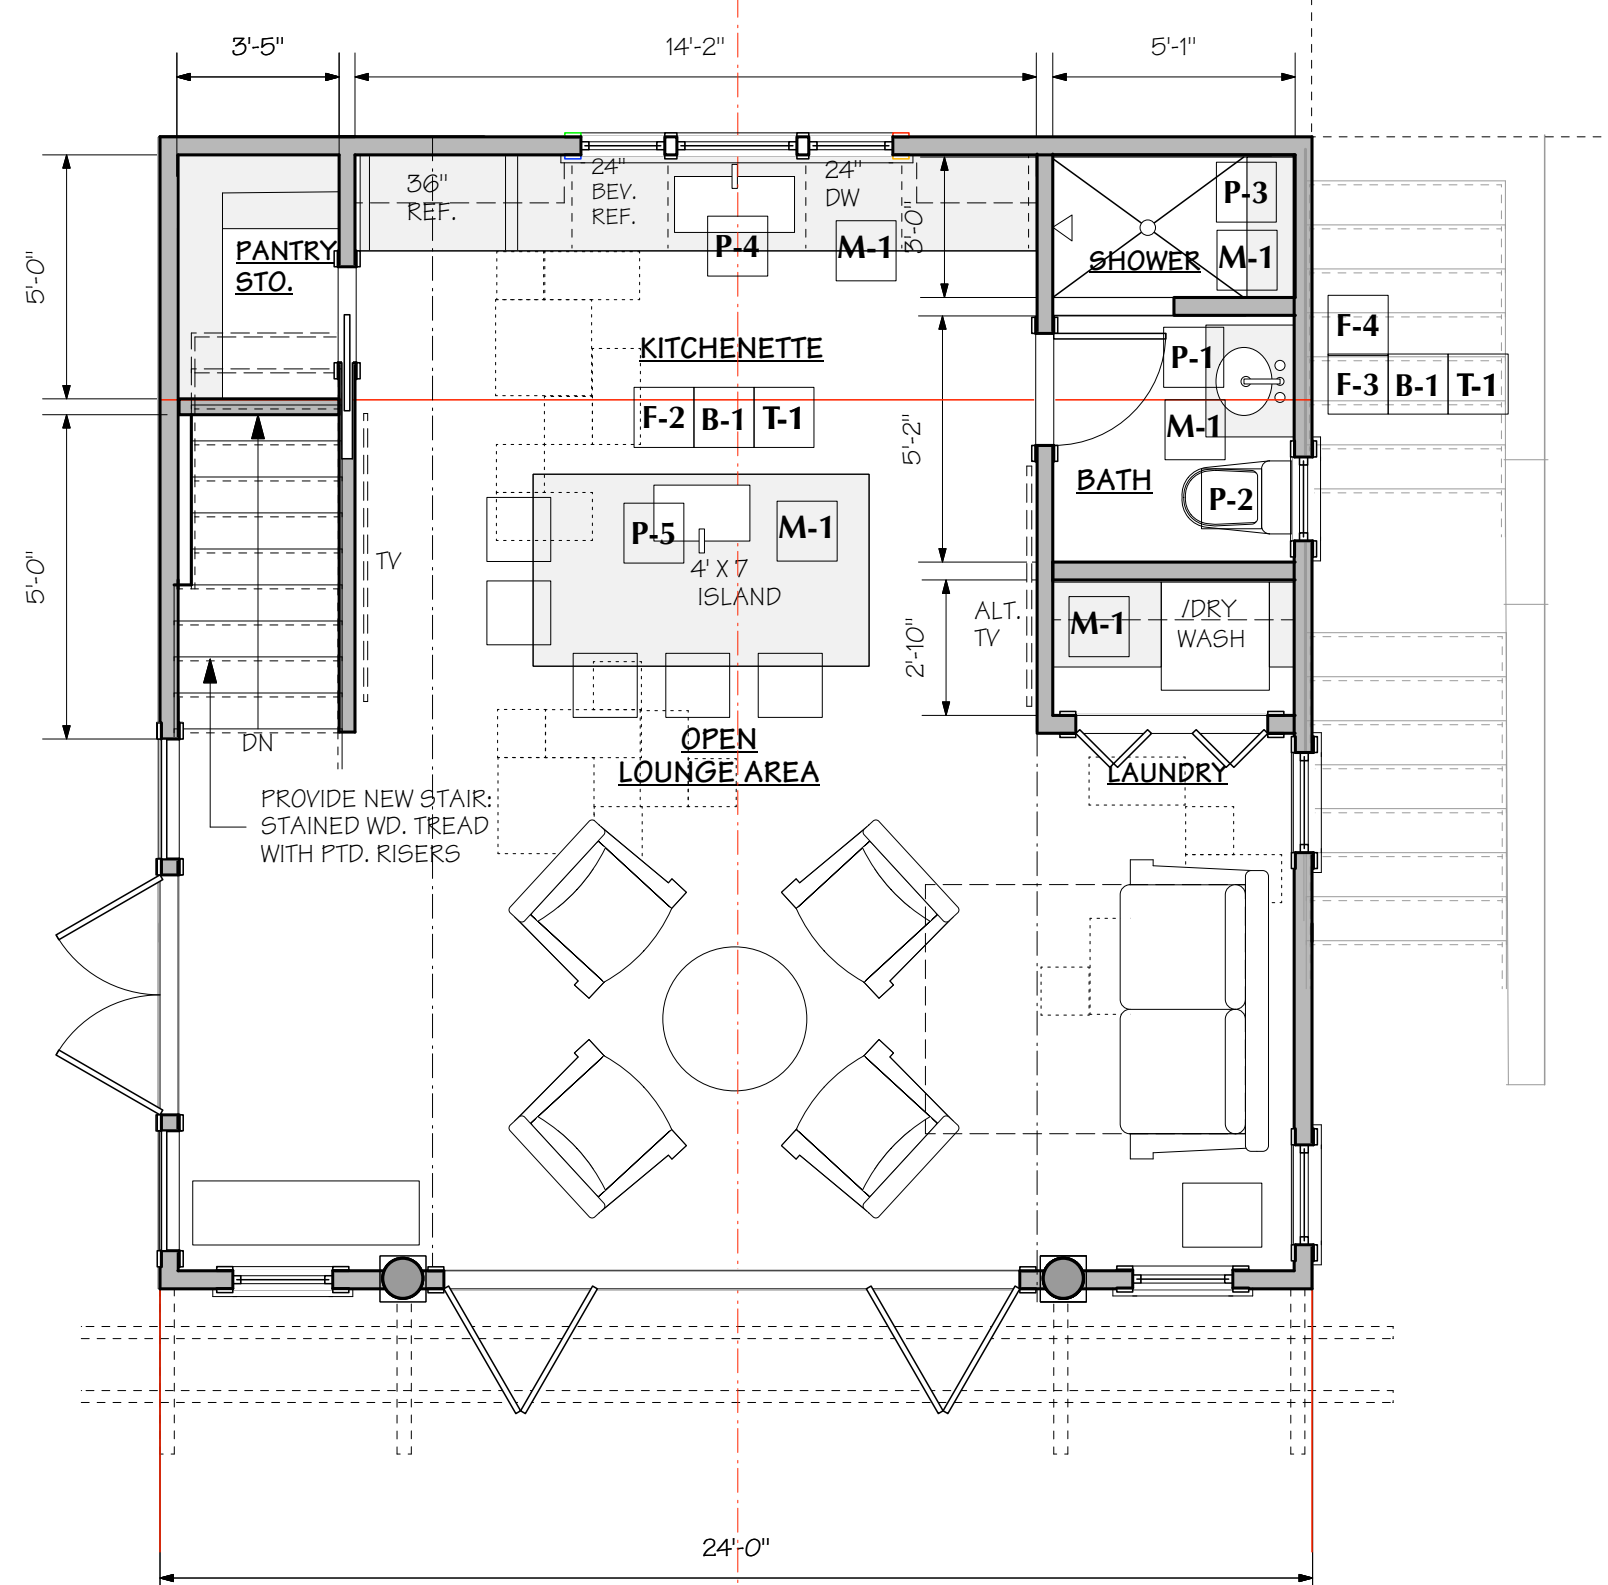 3'-5"
14'-2"
5'-1"
36"
REF.
24"
BEV.
REF.
24"
DW
P-4
M-1
3'-0"
P-3
M-1
SHOWER
PANTRY
STO.
5'-0"
KITCHENETTE
F-2 B-1 T-1
P-1
M-1
F-4
F-3 B-1 T-1
5'-2"
BATH
P-2
5'-0"
TV
P-5
M-1
4' X 7
ISLAND
ALT.
TV
2'-10"
M-1
/DRY
WASH
DN
OPEN
LOUNGE AREA
LAUNDRY
PROVIDE NEW STAIR:
STAINED WD. TREAD
WITH PTD. RISERS
24'-0"